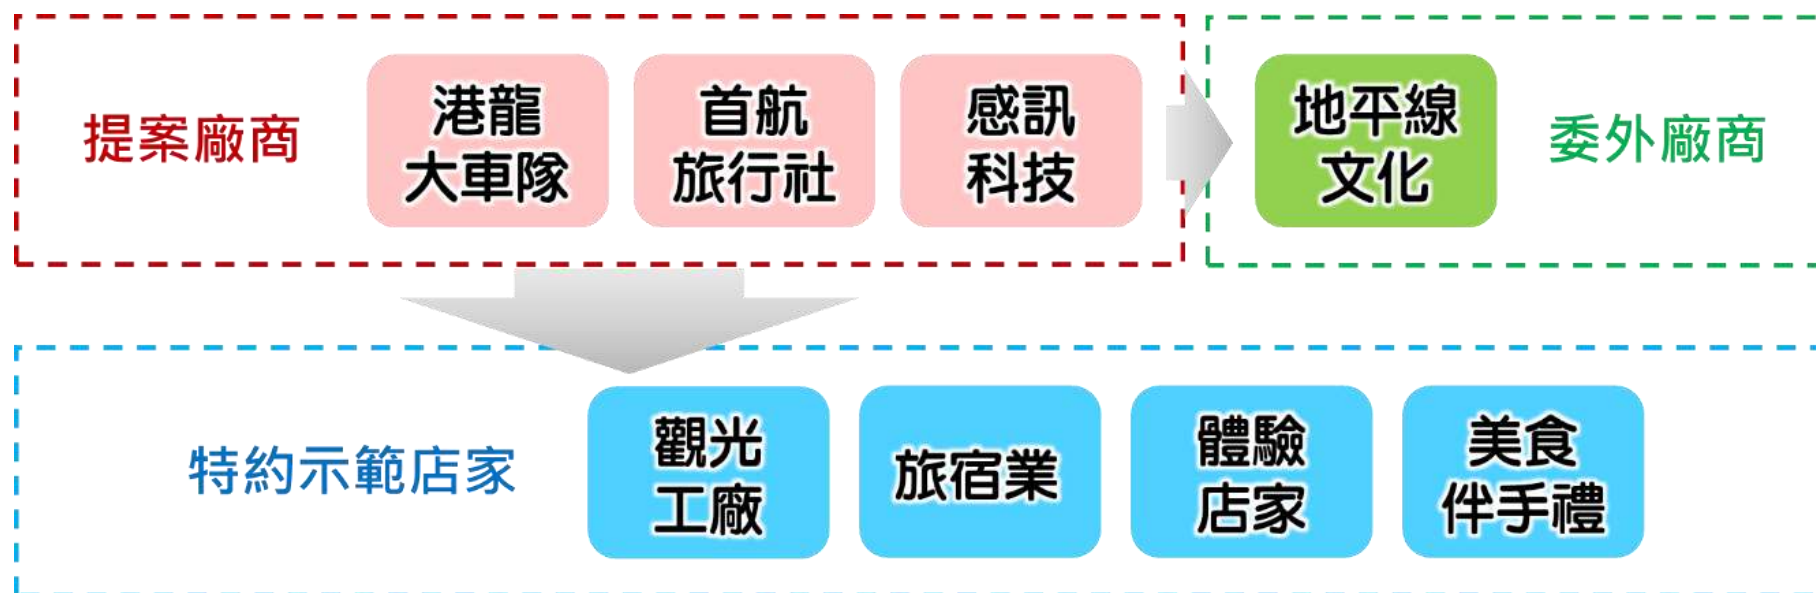 提案廠商
港龍
大車隊
首航
旅行社
感訊
科技
地平線
文化
委外廠商
特約示範店家
觀光
工廠
旅宿業
體驗
店家
美食
伴手禮